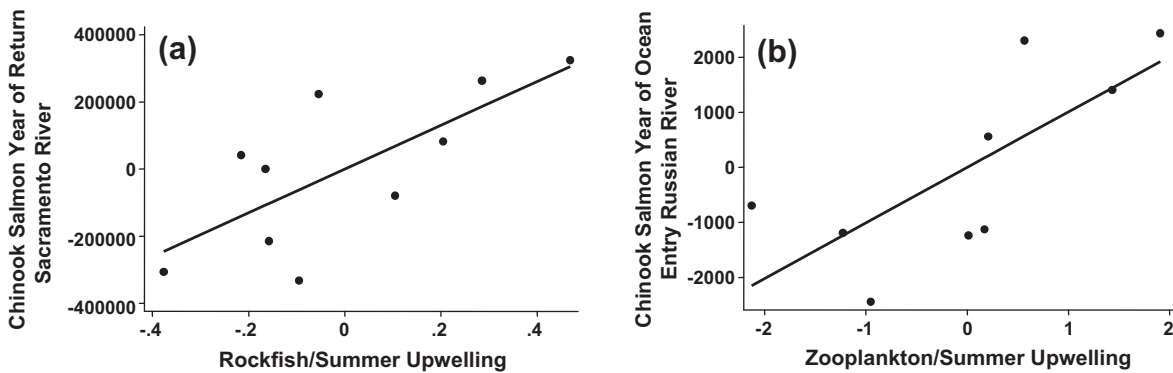 (a)
Chinook Salmon Year of Return
Sacramento River
400000
200000
0
-200000
-400000
-.4
-.2
0
.2
.4
Rockfish/Summer Upwelling
(b)
Chinook Salmon Year of Ocean
Entry Russian River
2000
1000
0
-1000
-2000
-2
-1
0
1
2
Zooplankton/Summer Upwelling